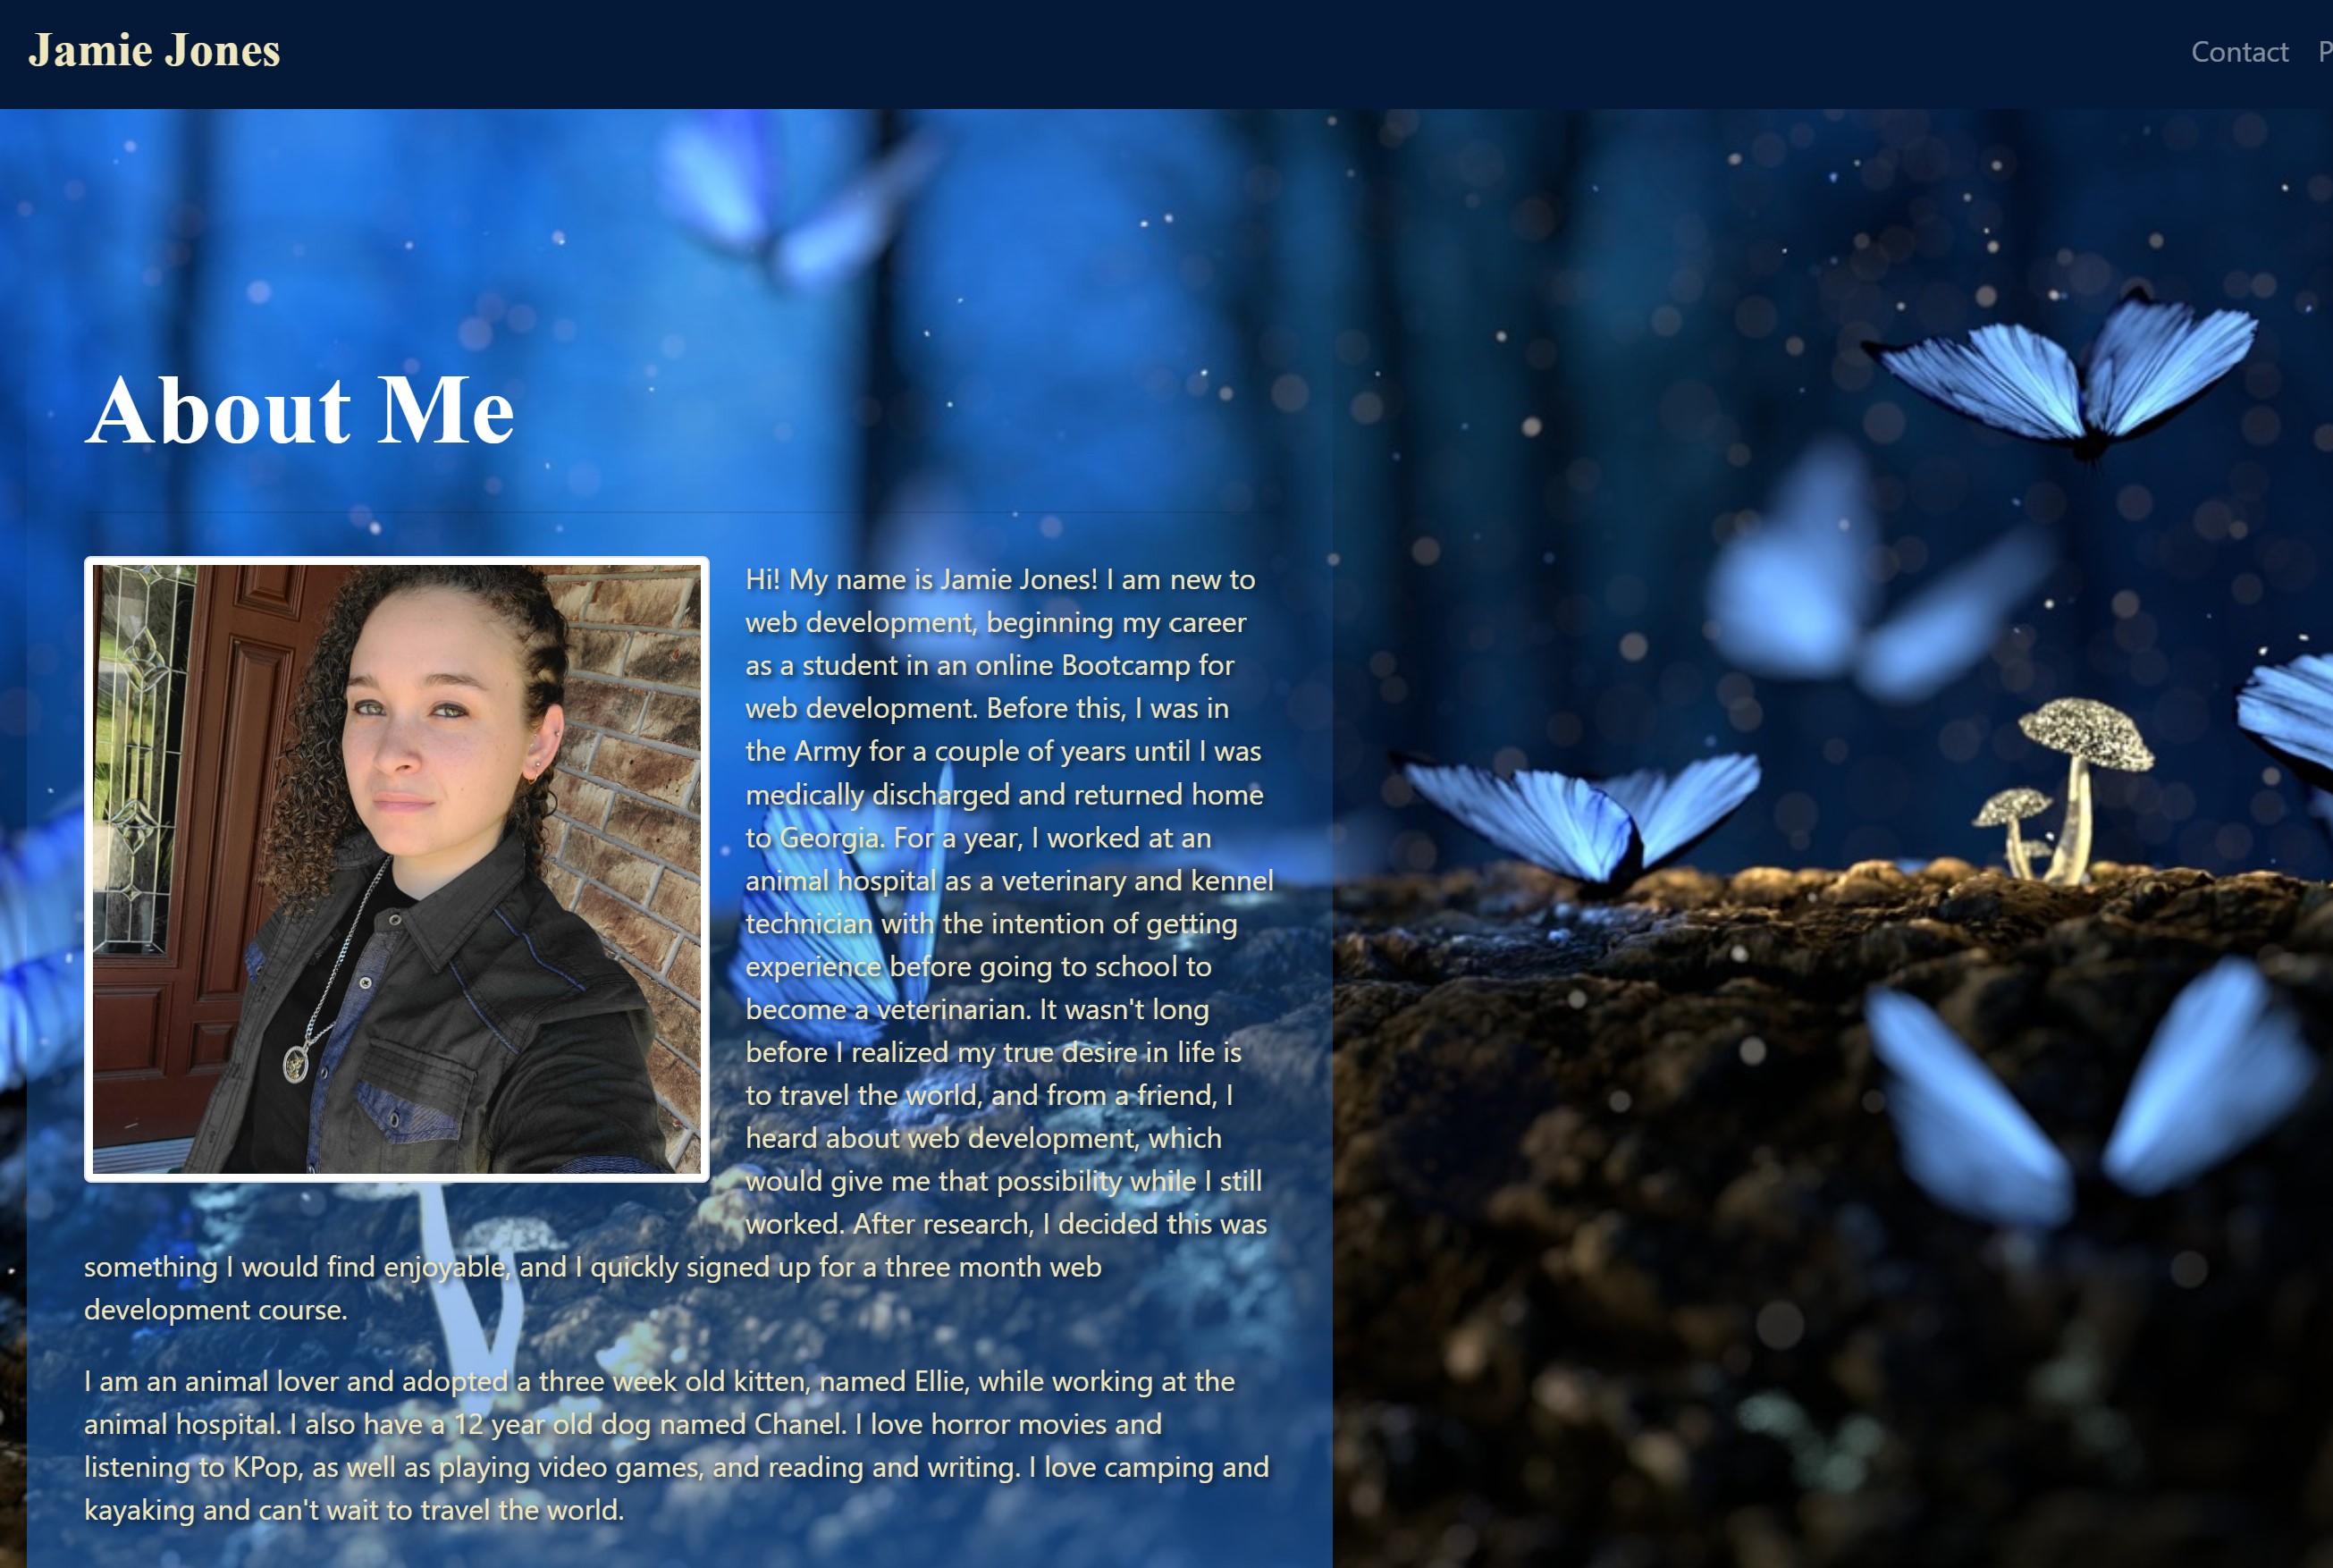 Jamie Jones
Contact
About Me
Hi! My name is Jamie Jones! I am new to
web development, beginning my career
as a student in an online Bootcamp for
web development. Before this, I was in
the Army for a couple of years until I was
medically discharged and returned home
to Georgia. For a year, I worked at an
animal hospital as a veterinary and kennel
technician with the intention of getting
experience before going to school to
become a veterinarian. It wasn't long
before I realized my true desire in life is
to travel the world, and from a friend, I
heard about web development, which
would give me that possibility while I still
worked. After research, I decided this was
something I would find enjoyable, and I quickly signed up for a three month web
development course.
I am an animal lover and adopted a three week old kitten, named Ellie, while working at the
animal hospital. I also have a 12 year old dog named Chanel. I love horror movies and
listening to KPop, as well as playing video games, and reading and writing. I love camping and
kayaking and can't wait to travel the world.